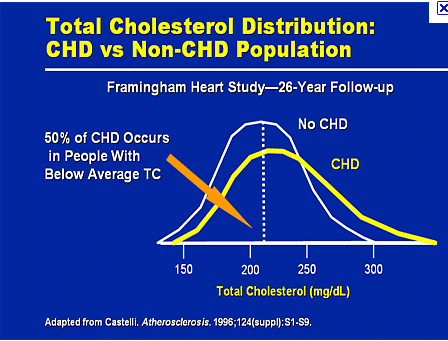 Total Cholesterol Distribution:
CHD vs Non-CHD Population
Framingham Heart Study—26-Year Follow-up
No CHD
50% of CHD Occurs
in People With
Below Average TC
CHD
150 200 250 300
Total Cholesterol (mg/dL)
Adapted from Castelli. Atherosclerosis. 1996;124(suppl):S1-S9.